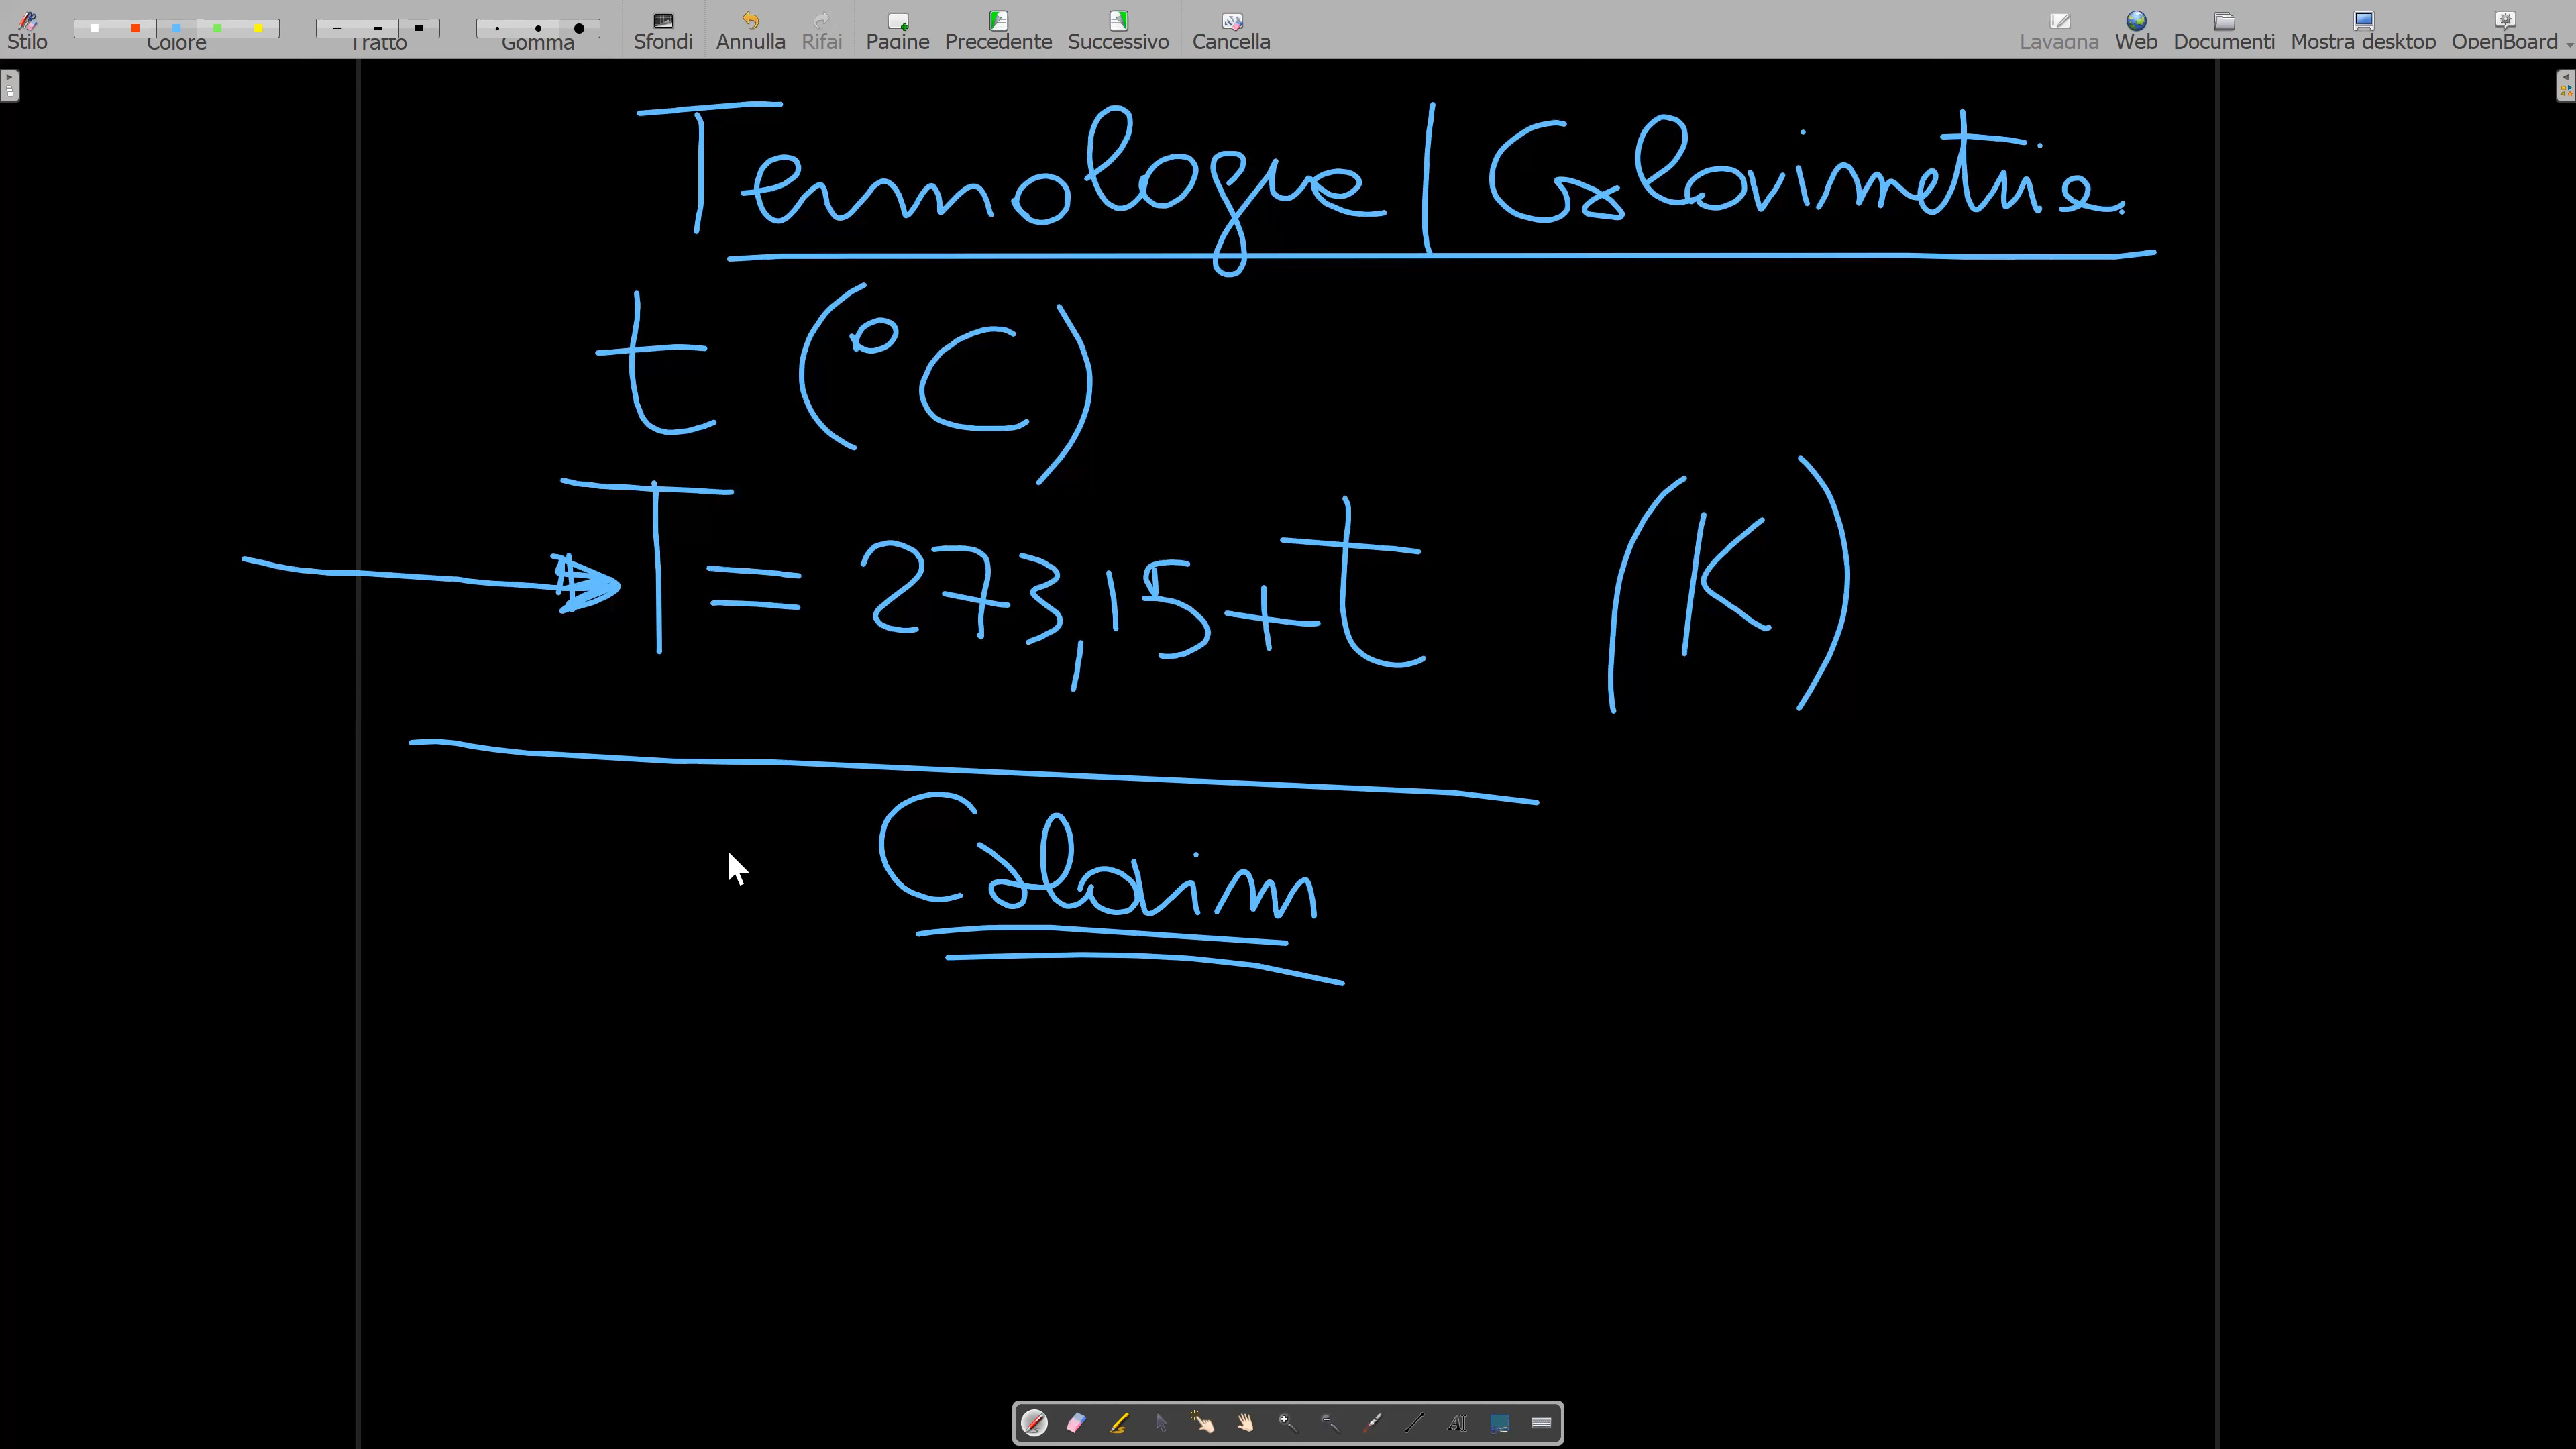 Stilo Colore Tratto Gomma Sfondi Annulla Rifai Pagine Precedente Successivo Cancella Lavagna Web Documenti Mostra desktop OpenBoard
Termologia / Calorimetria
t (°C)
T = 273,15 + t (K)
Calorim